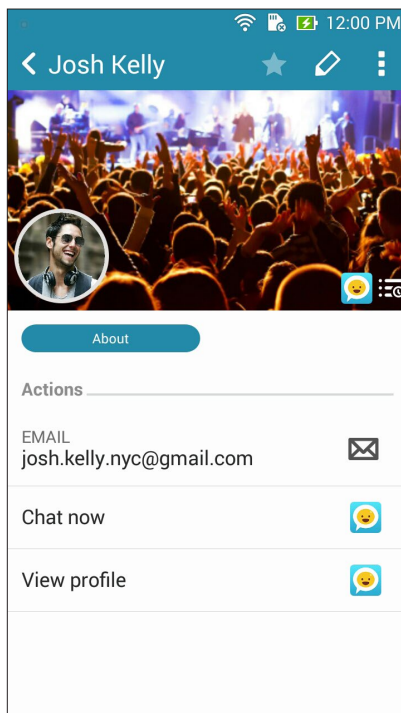 12:00 PM
Josh Kelly
About
Actions
EMAIL
josh.kelly.nyc@gmail.com
Chat now
View profile